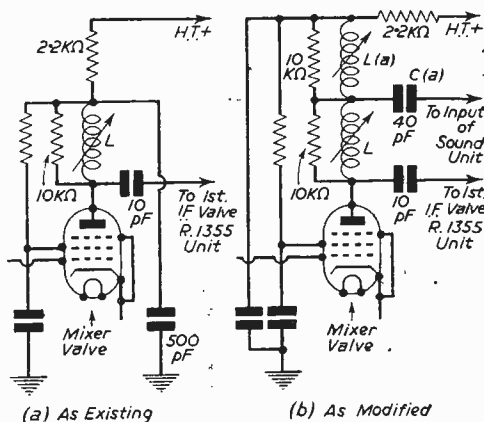 2·2KΩ
H.T.+
L
10KΩ
10
pF
To 1st.
I.F. Valve
R.1355
Unit
Mixer
Valve
500
pF
(a) As Existing
H.T.+
2·2KΩ
10
KΩ
L(a)
C(a)
40
pF
To Input
of
Sound
Unit
L
10KΩ
10
pF
To 1st.
I.F. Valve
R.1355
Unit
Mixer
Valve
(b) As Modified